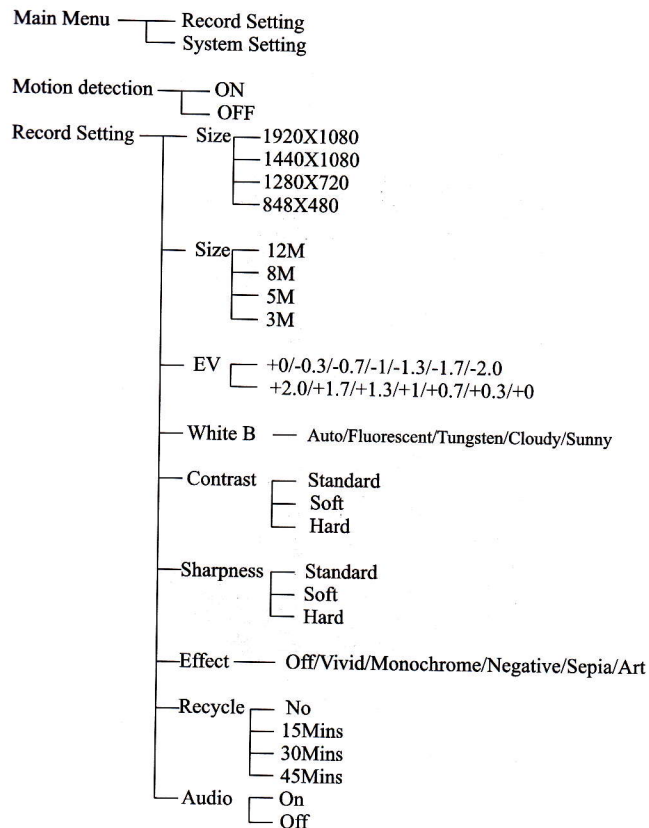 Main Menu Record Setting
System Setting
Motion detection ON
OFF
Record Setting Size 1920X1080
1440X1080
1280X720
848X480
Size 12M
8M
5M
3M
EV +0/-0.3/-0.7/-1/-1.3/-1.7/-2.0
+2.0/+1.7/+1.3/+1/+0.7/+0.3/+0
White B Auto/Fluorescent/Tungsten/Cloudy/Sunny
Contrast Standard
Soft
Hard
Sharpness Standard
Soft
Hard
Effect Off/Vivid/Monochrome/Negative/Sepia/Art
Recycle No
15Mins
30Mins
45Mins
Audio On
Off